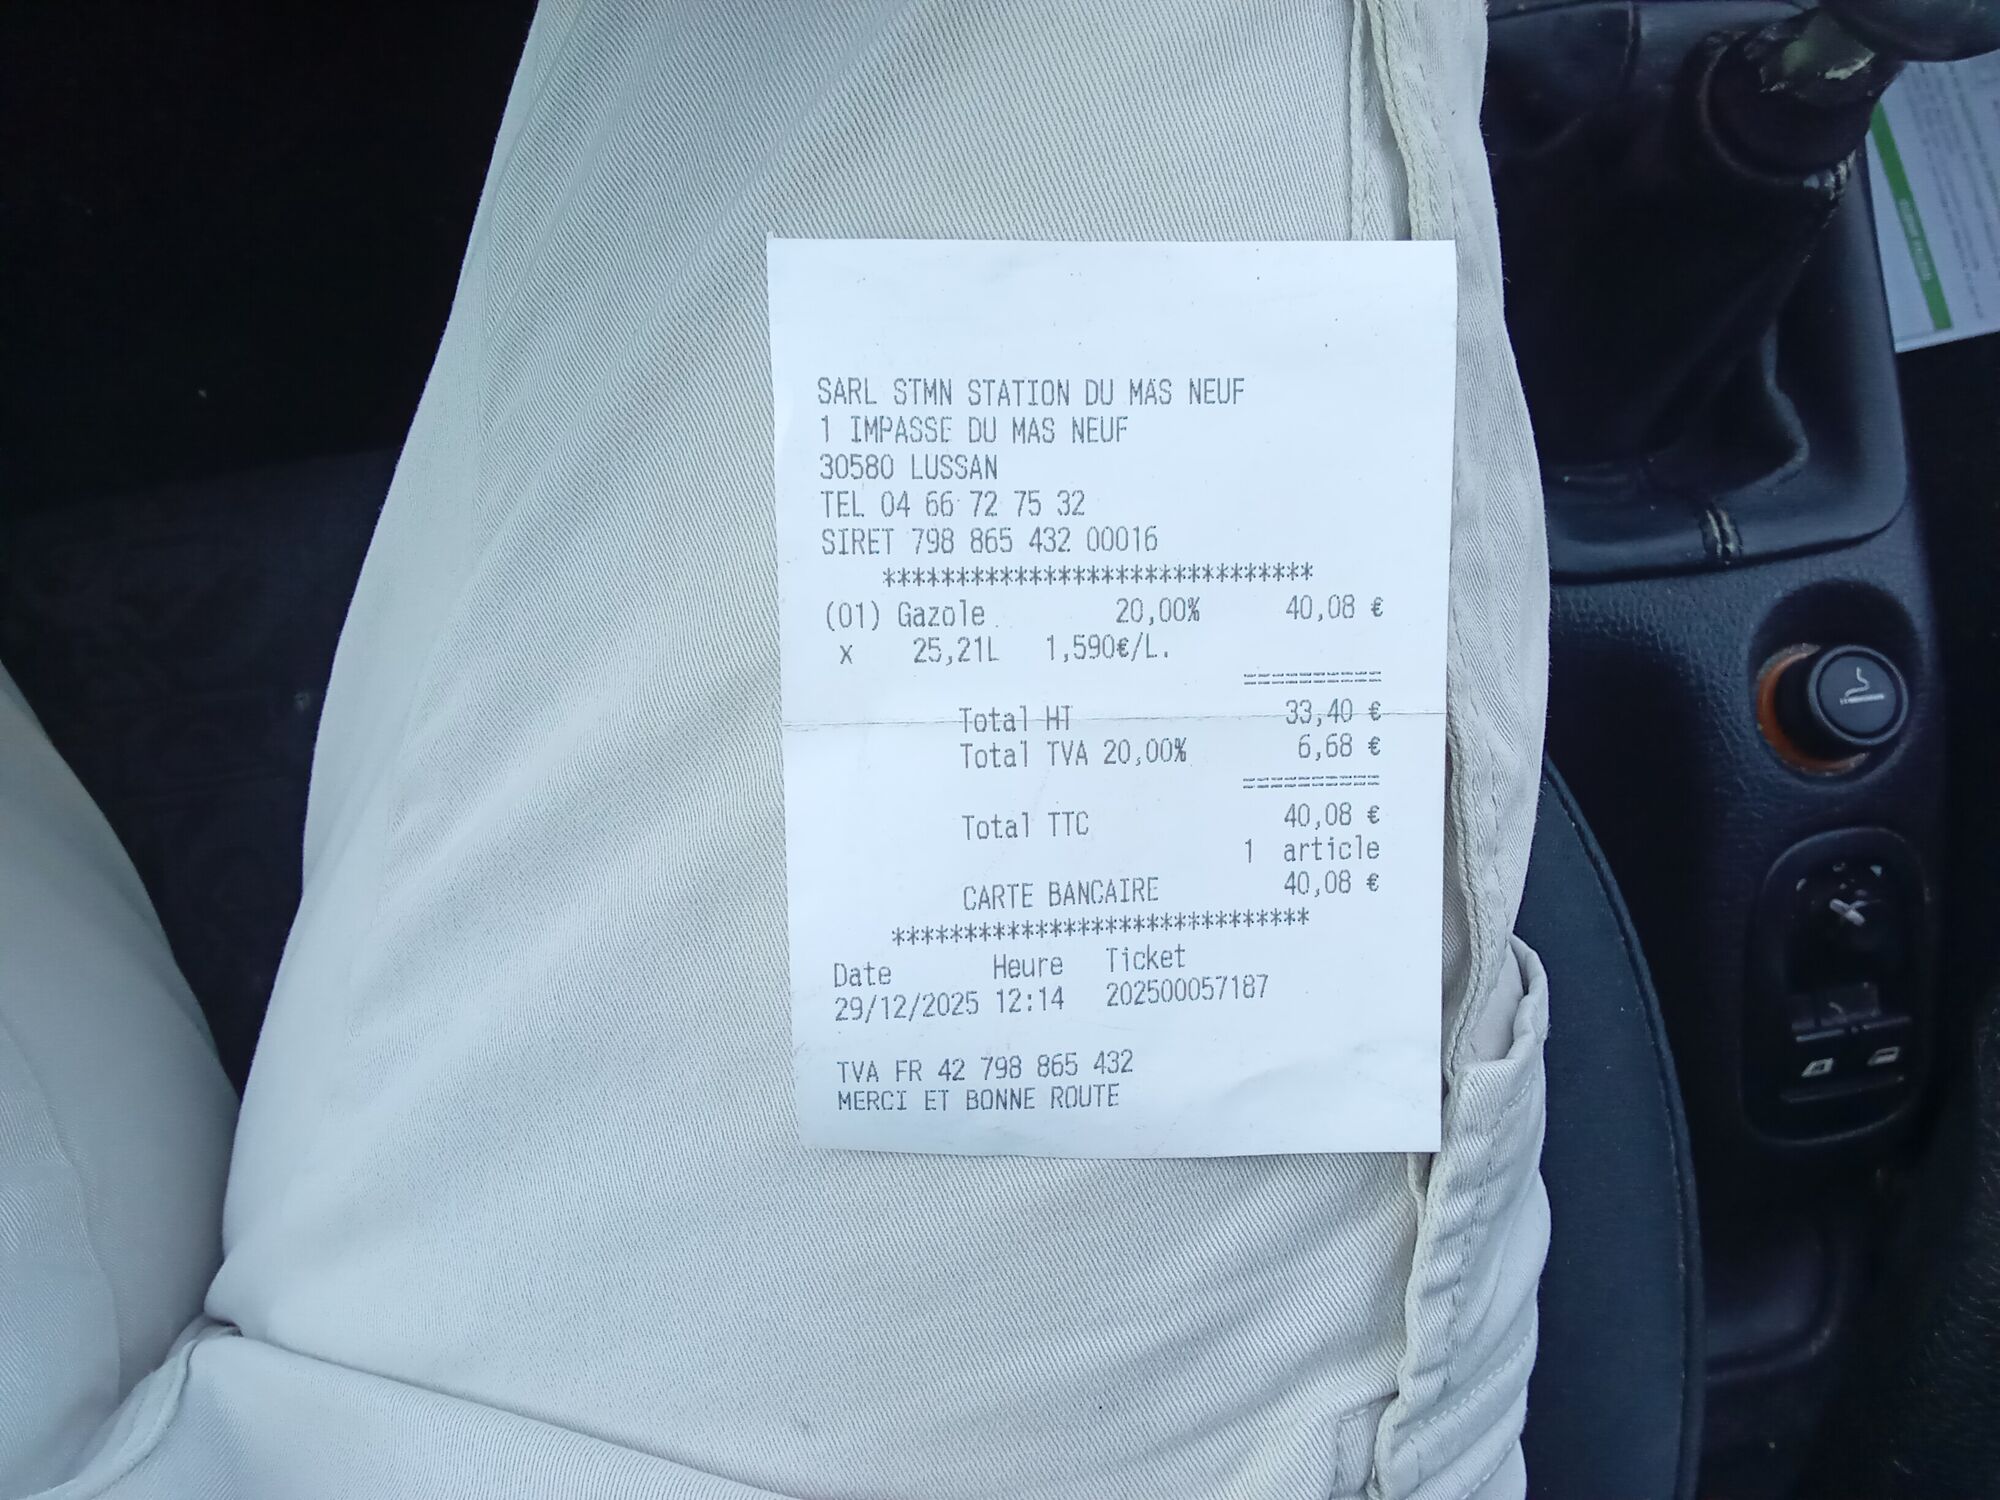 SARL STMN STATION DU MAS NEUF
1 IMPASSE DU MAS NEUF
30580 LUSSAN
TEL 04 66 72 75 32
SIRET 798 865 432 00016
******************************
(01) Gazole 20,00% 40,08 €
x 25,21L 1,590€/L.
==========
Total HT 33,40 €
Total TVA 20,00% 6,68 €
==========
Total TTC 40,08 €
1 article
CARTE BANCAIRE 40,08 €
******************************
Date Heure Ticket
29/12/2025 12:14 202500057187
TVA FR 42 798 865 432
MERCI ET BONNE ROUTE